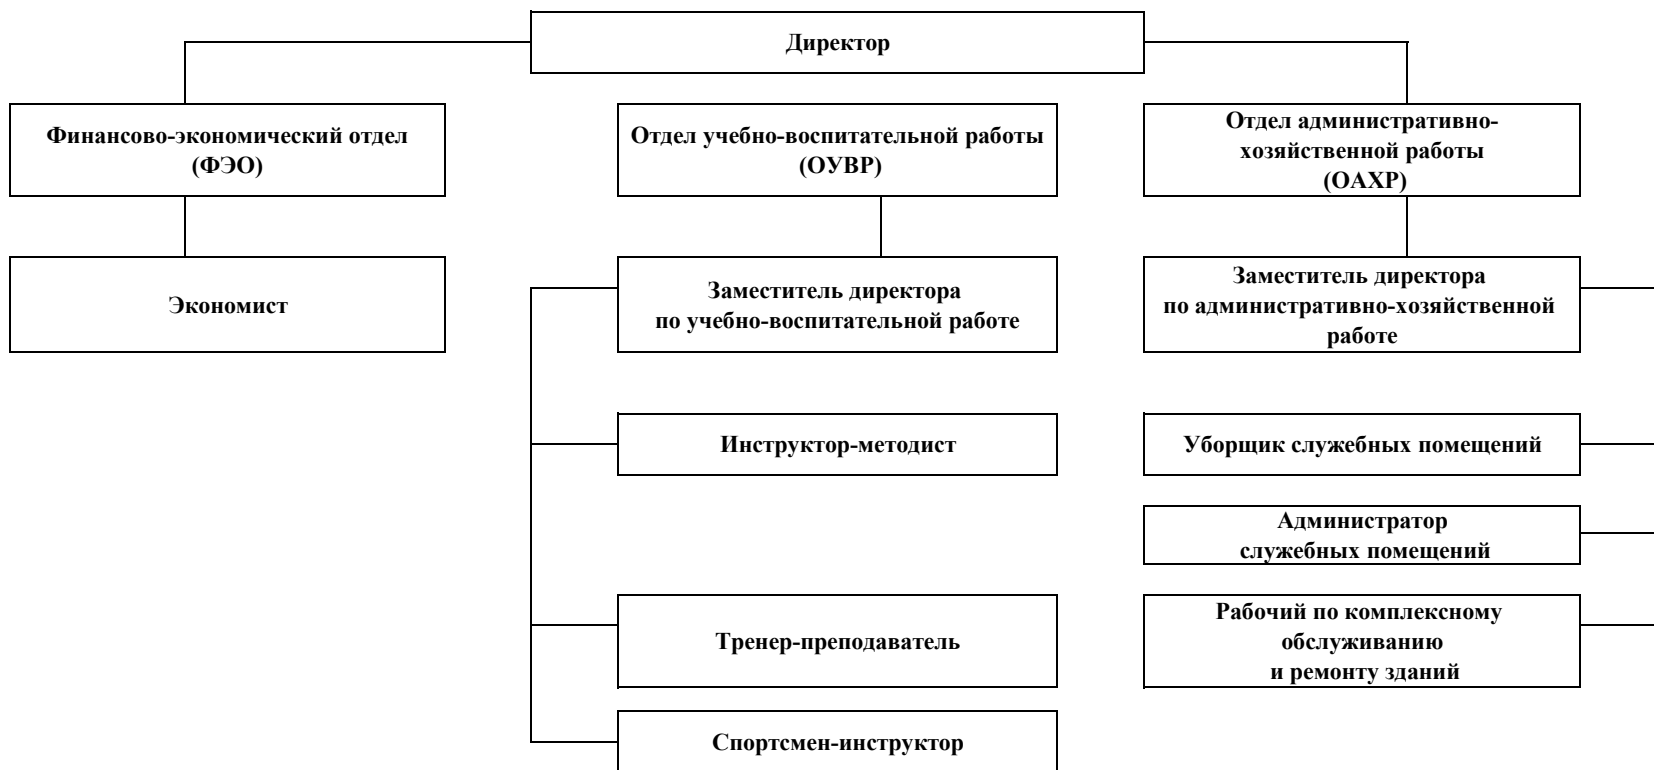 Директор
Финансово-экономический отдел
(ФЭО)
Отдел учебно-воспитательной работы
(ОУВР)
Отдел административно-
хозяйственной работы
(ОАХР)
Экономист
Заместитель директора
по учебно-воспитательной работе
Заместитель директора
по административно-хозяйственной
работе
Инструктор-методист
Уборщик служебных помещений
Администратор
служебных помещений
Тренер-преподаватель
Рабочий по комплексному
обслуживанию
и ремонту зданий
Спортсмен-инструктор